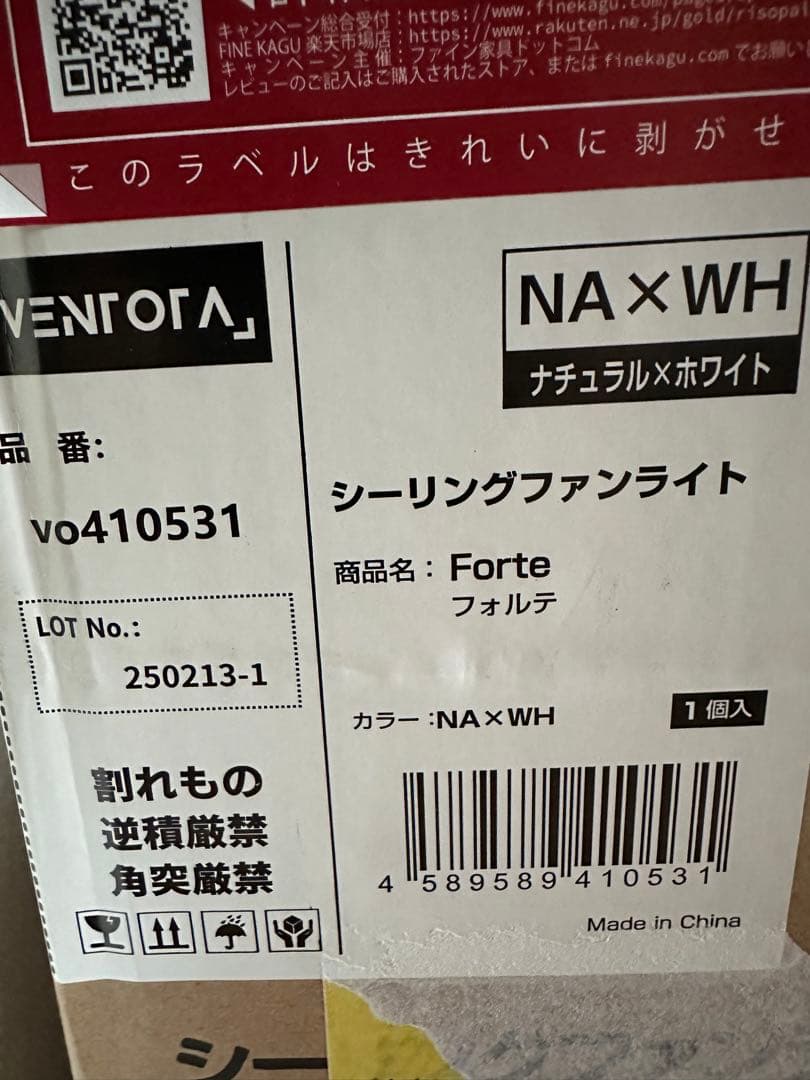 キャンペーン総合受付：https://www.finekagu.com/pages/
FINE KAGU 楽天市場店：https://www.rakuten.ne.jp/gold/risopa
キャンペーン主催：ファイン家具ドットコム
レビューのご記入はご購入されたストア、または finekagu.com でお願い
このラベルはきれいに剥がせ
VENTOTA
NA×WH
ナチュラル×ホワイト
品 番:
vo410531
シーリングファンライト
商品名：Forte
フォルテ
LOT No.:
250213-1
カラー：NA×WH
1個入
割れもの
逆積厳禁
角突厳禁
4 589589 410531
Made in China
シー